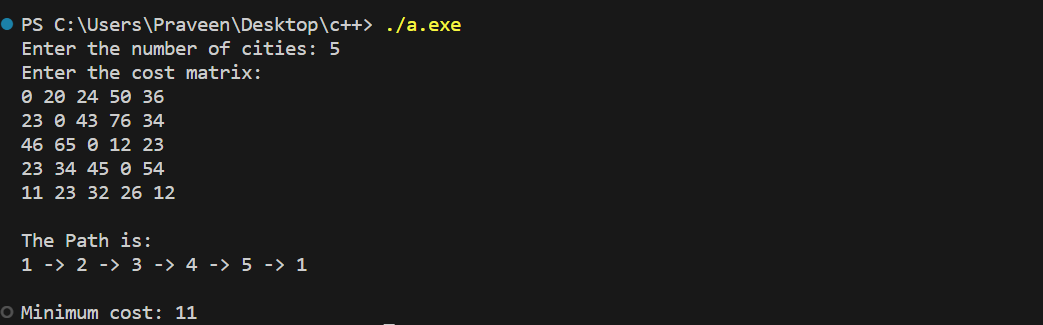 PS C:\Users\Praveen\Desktop\c++> ./a.exe
Enter the number of cities: 5
Enter the cost matrix:
0 20 24 50 36
23 0 43 76 34
46 65 0 12 23
23 34 45 0 54
11 23 32 26 12
The Path is:
1 -> 2 -> 3 -> 4 -> 5 -> 1
Minimum cost: 11